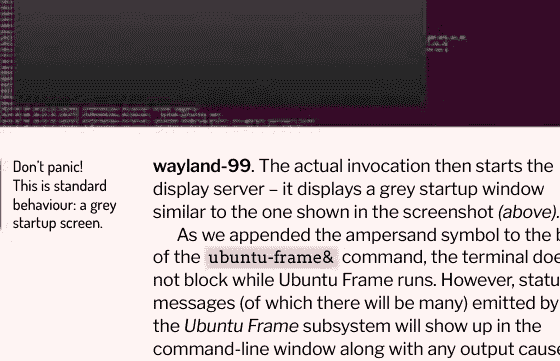 Don't panic!
This is standard
behaviour: a grey
startup screen.
wayland-99. The actual invocation then starts the
display server – it displays a grey startup window
similar to the one shown in the screenshot (above).
As we appended the ampersand symbol to the
of the ubuntu-frame& command, the terminal
not block while Ubuntu Frame runs. However,
messages (of which there will be many) emitted by
the Ubuntu Frame subsystem will show up in the
command-line window along with any output